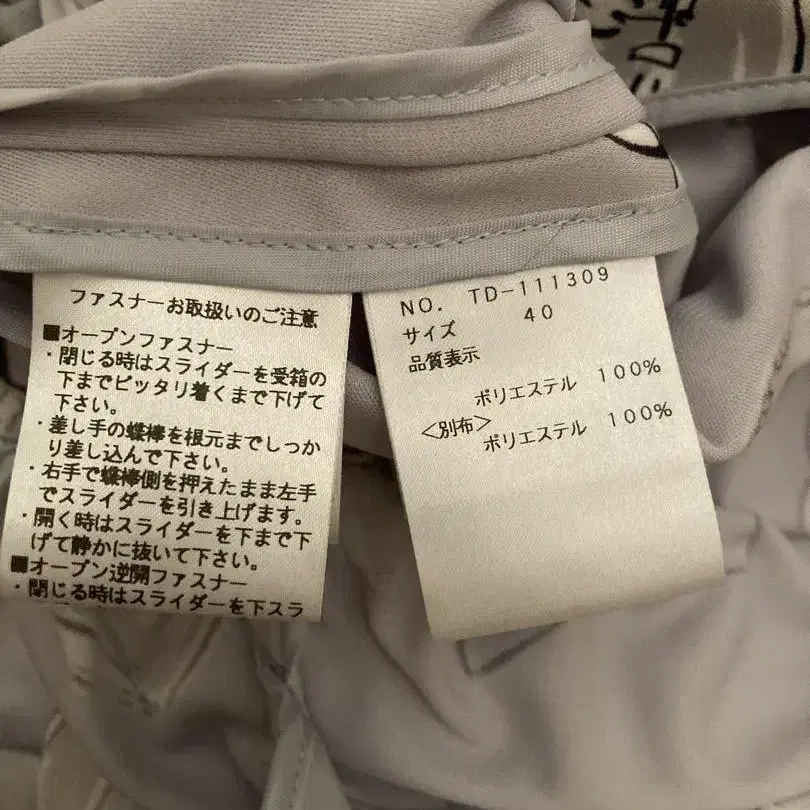 ファスナーお取扱いのご注意
■オープンファスナー
・閉じる時はスライダーを受箱の
下までピッタリ着くまで下げて
下さい。
・差し手の蝶棒を根元までしっか
り差し込んで下さい。
・右手で蝶棒側を押えたまま左手
でスライダーを引き上げます。
・開く時はスライダーを下まで下
げて静かに抜いて下さい。
■オープン逆開ファスナー
・閉じる時はスライダーを下スラ
NO. TD-111309
サイズ 40
品質表示
ポリエステル 100%
<別布>
ポリエステル 100%